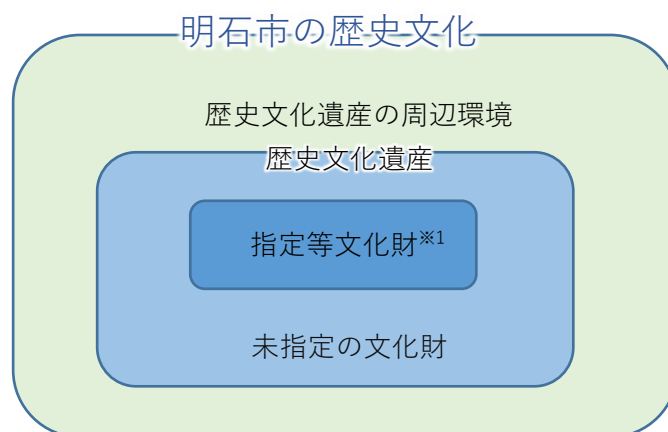 明石市の歴史文化
歴史文化遺産の周辺環境
歴史文化遺産
指定等文化財※1
未指定の文化財